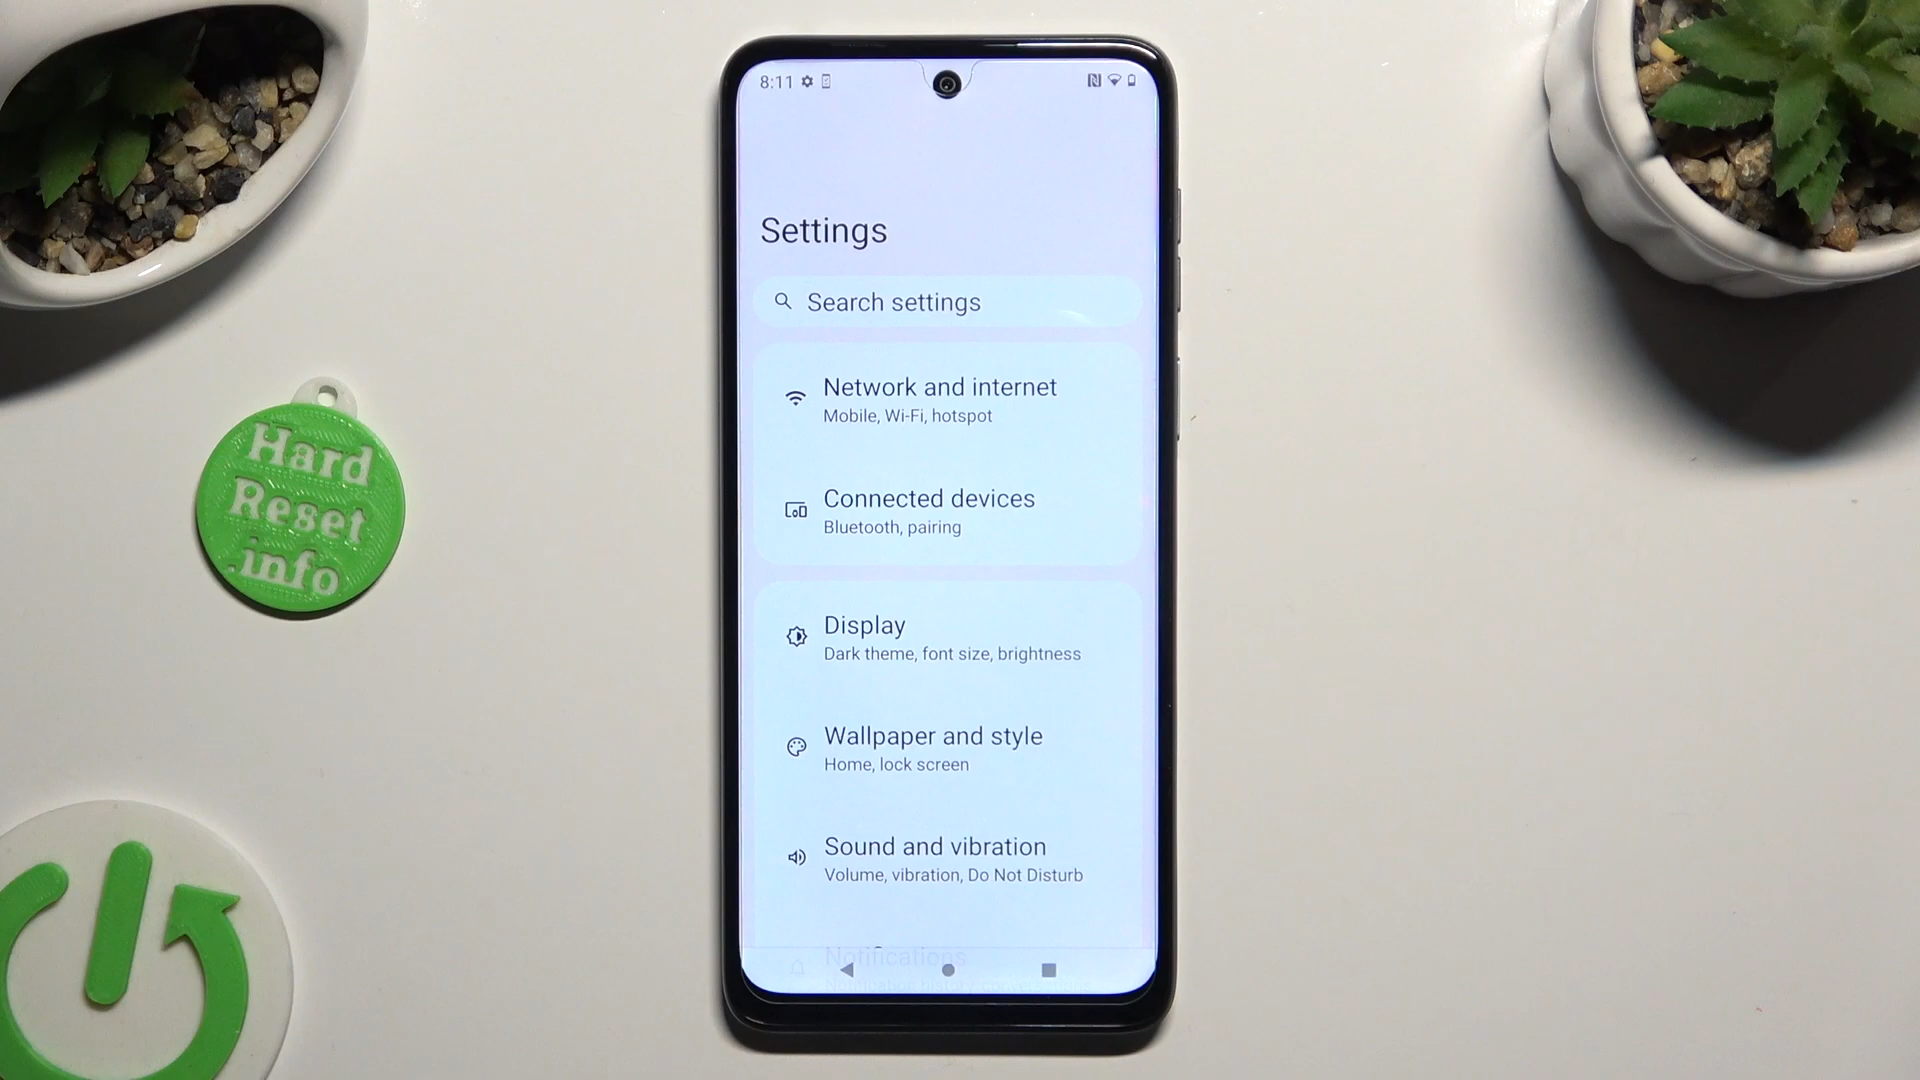 8:11
Settings
Search settings
Network and internet
Mobile, Wi-Fi, hotspot
Connected devices
Bluetooth, pairing
Display
Dark theme, font size, brightness
Wallpaper and style
Home, lock screen
Sound and vibration
Volume, vibration, Do Not Disturb
Notifications
Hard
Reset
.info